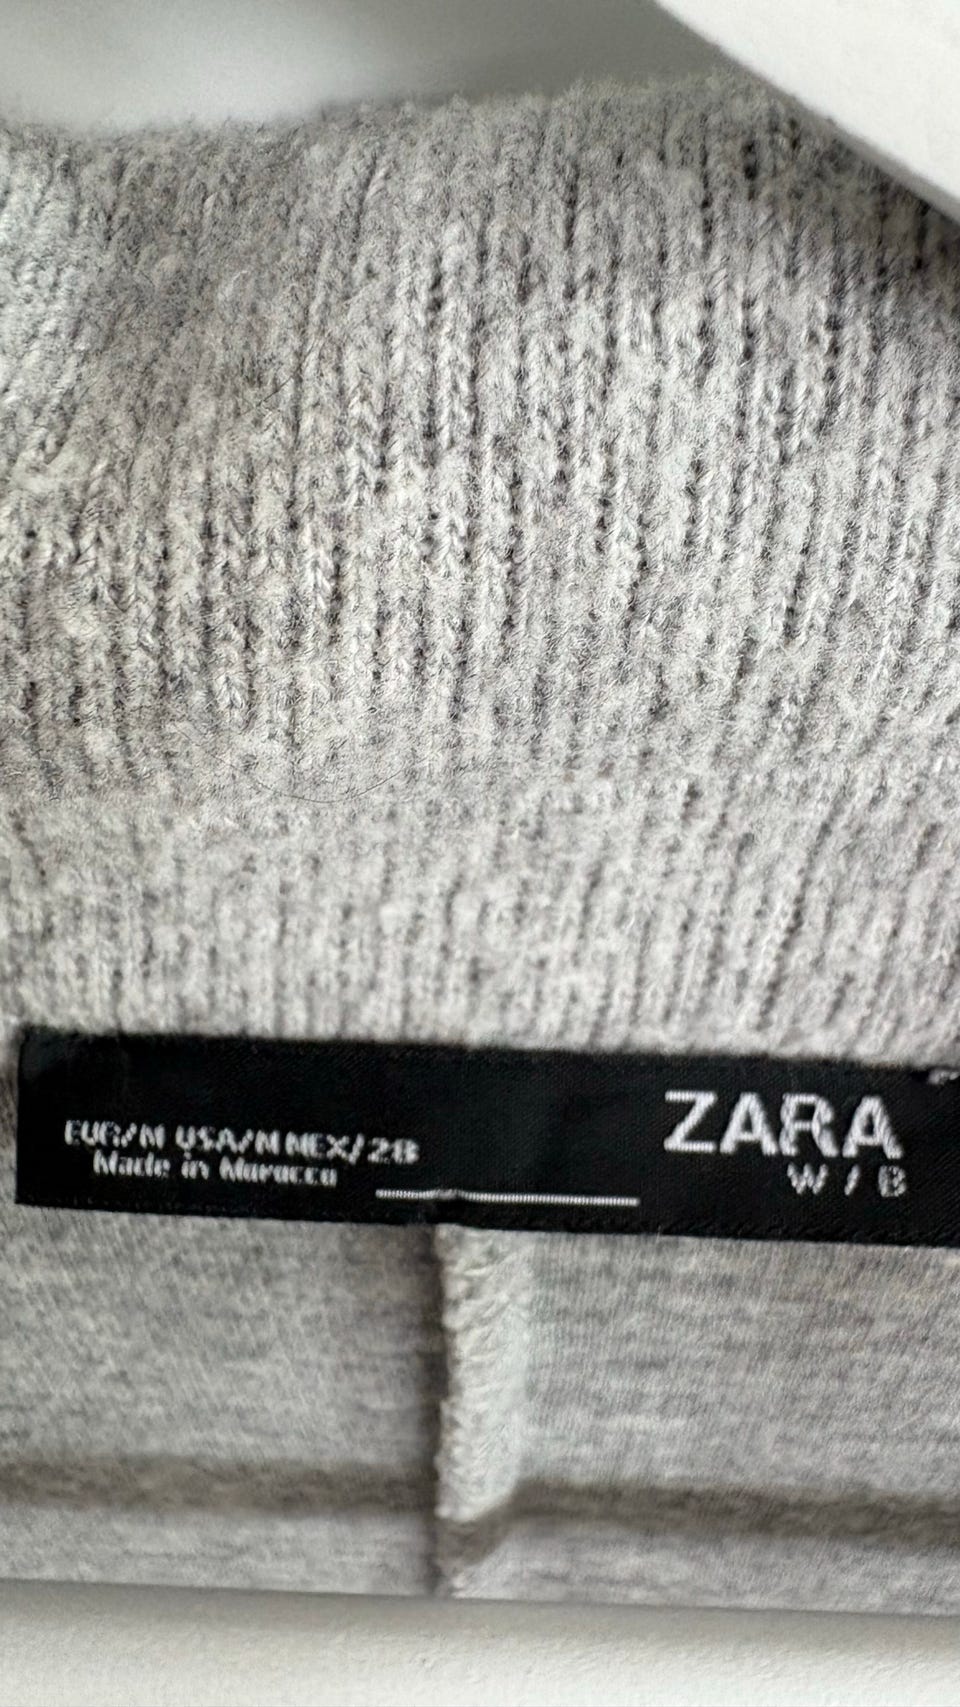 EUR/M USA/M MEX/28
Made in Morocco
ZARA
W / B